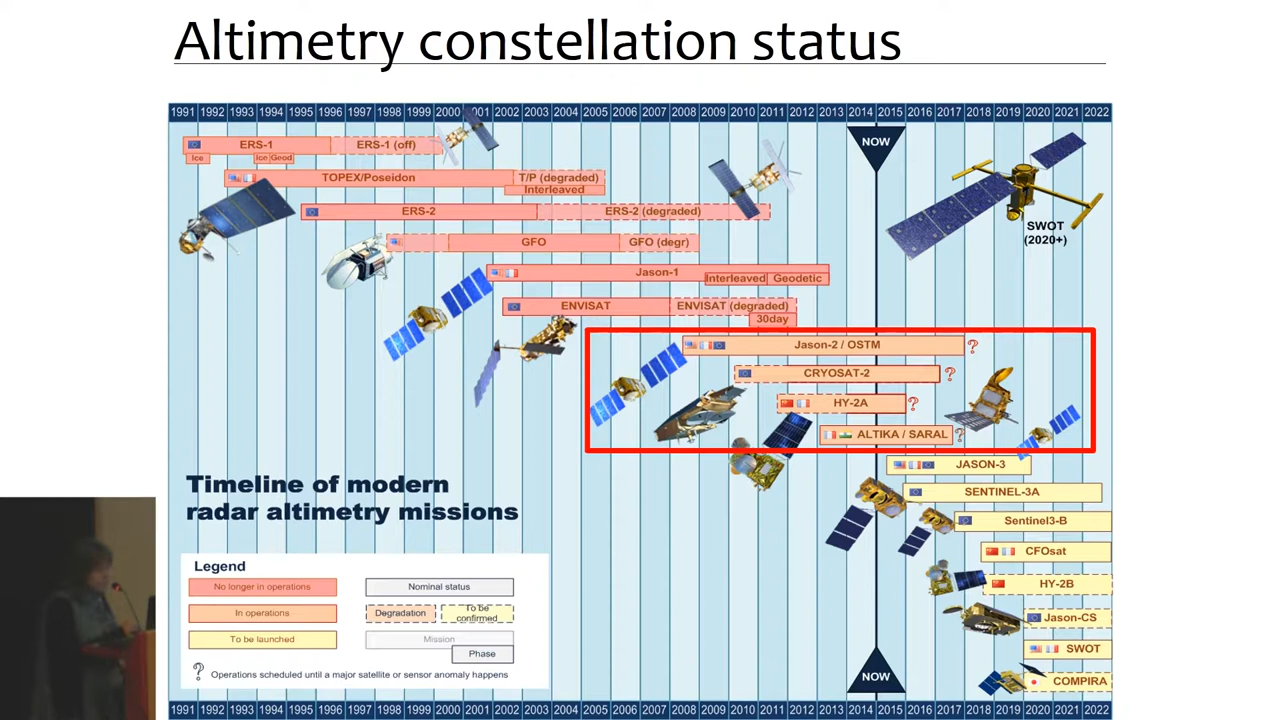 Altimetry constellation status
1991 1992 1993 1994 1995 1996 1997 1998 1999 2000 2001 2002 2003 2004 2005 2006 2007 2008 2009 2010 2011 2012 2013 2014 2015 2016 2017 2018 2019 2020 2021 2022
NOW
ERS-1
ERS-1 (off)
Ice
Ice Geod
TOPEX/Poseidon
T/P (degraded)
Interleaved
ERS-2
ERS-2 (degraded)
SWOT
(2020+)
GFO
GFO (degr)
Jason-1
Interleaved
Geodetic
ENVISAT
ENVISAT (degraded)
30day
Jason-2 / OSTM
?
CRYOSAT-2
?
HY-2A
?
ALTIKA / SARAL
?
JASON-3
SENTINEL-3A
Sentinel3-B
CFOsat
HY-2B
Jason-CS
SWOT
COMPIRA
Timeline of modern
radar altimetry missions
Legend
No longer in operations
Nominal status
In operations
Degradation
To be
confirmed
To be launched
Mission
Phase
? Operations scheduled until a major satellite or sensor anomaly happens
NOW
1991 1992 1993 1994 1995 1996 1997 1998 1999 2000 2001 2002 2003 2004 2005 2006 2007 2008 2009 2010 2011 2012 2013 2014 2015 2016 2017 2018 2019 2020 2021 2022